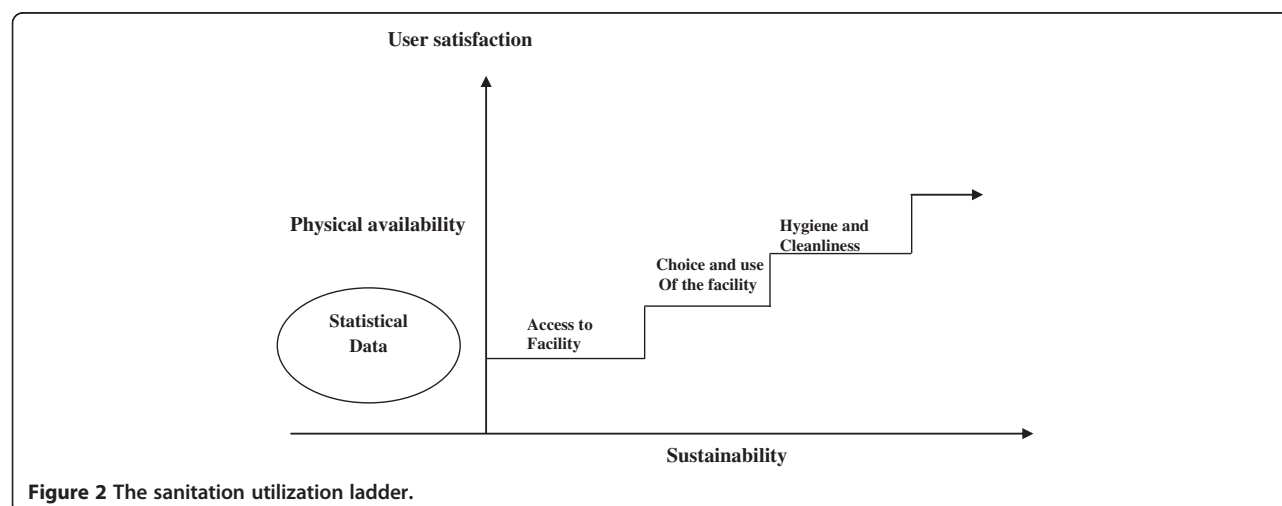 User satisfaction
Physical availability
Statistical
Data
Access to
Facility
Choice and use
Of the facility
Hygiene and
Cleanliness
Sustainability
Figure 2 The sanitation utilization ladder.